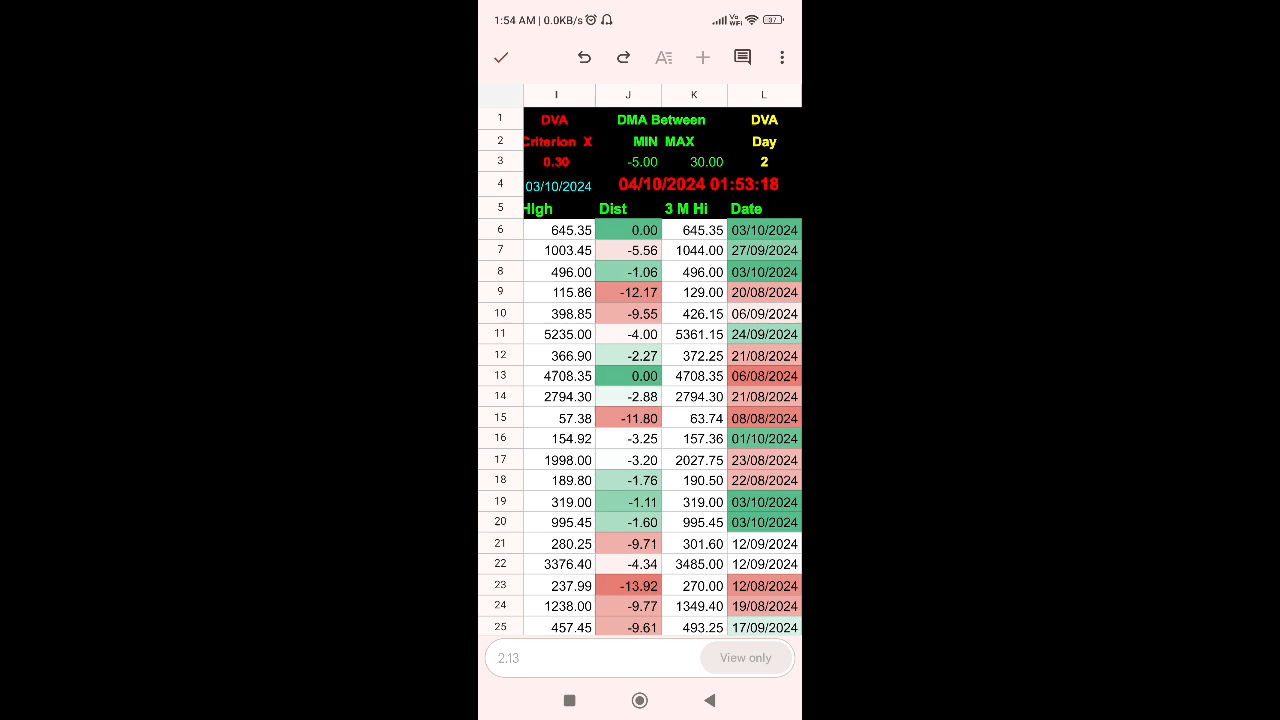 1:54 AM | 0.0KB/s Vo WiFi 37
I J K L
1 DVA DMA Between DVA
2 Criterion X MIN MAX Day
3 0.30 -5.00 30.00 2
4 03/10/2024 04/10/2024 01:53:18
5 High Dist 3 M Hi Date
6 645.35 0.00 645.35 03/10/2024
7 1003.45 -5.56 1044.00 27/09/2024
8 496.00 -1.06 496.00 03/10/2024
9 115.86 -12.17 129.00 20/08/2024
10 398.85 -9.55 426.15 06/09/2024
11 5235.00 -4.00 5361.15 24/09/2024
12 366.90 -2.27 372.25 21/08/2024
13 4708.35 0.00 4708.35 06/08/2024
14 2794.30 -2.88 2794.30 21/08/2024
15 57.38 -11.80 63.74 08/08/2024
16 154.92 -3.25 157.36 01/10/2024
17 1998.00 -3.20 2027.75 23/08/2024
18 189.80 -1.76 190.50 22/08/2024
19 319.00 -1.11 319.00 03/10/2024
20 995.45 -1.60 995.45 03/10/2024
21 280.25 -9.71 301.60 12/09/2024
22 3376.40 -4.34 3485.00 12/09/2024
23 237.99 -13.92 270.00 12/08/2024
24 1238.00 -9.77 1349.40 19/08/2024
25 457.45 -9.61 493.25 17/09/2024
2.13 View only